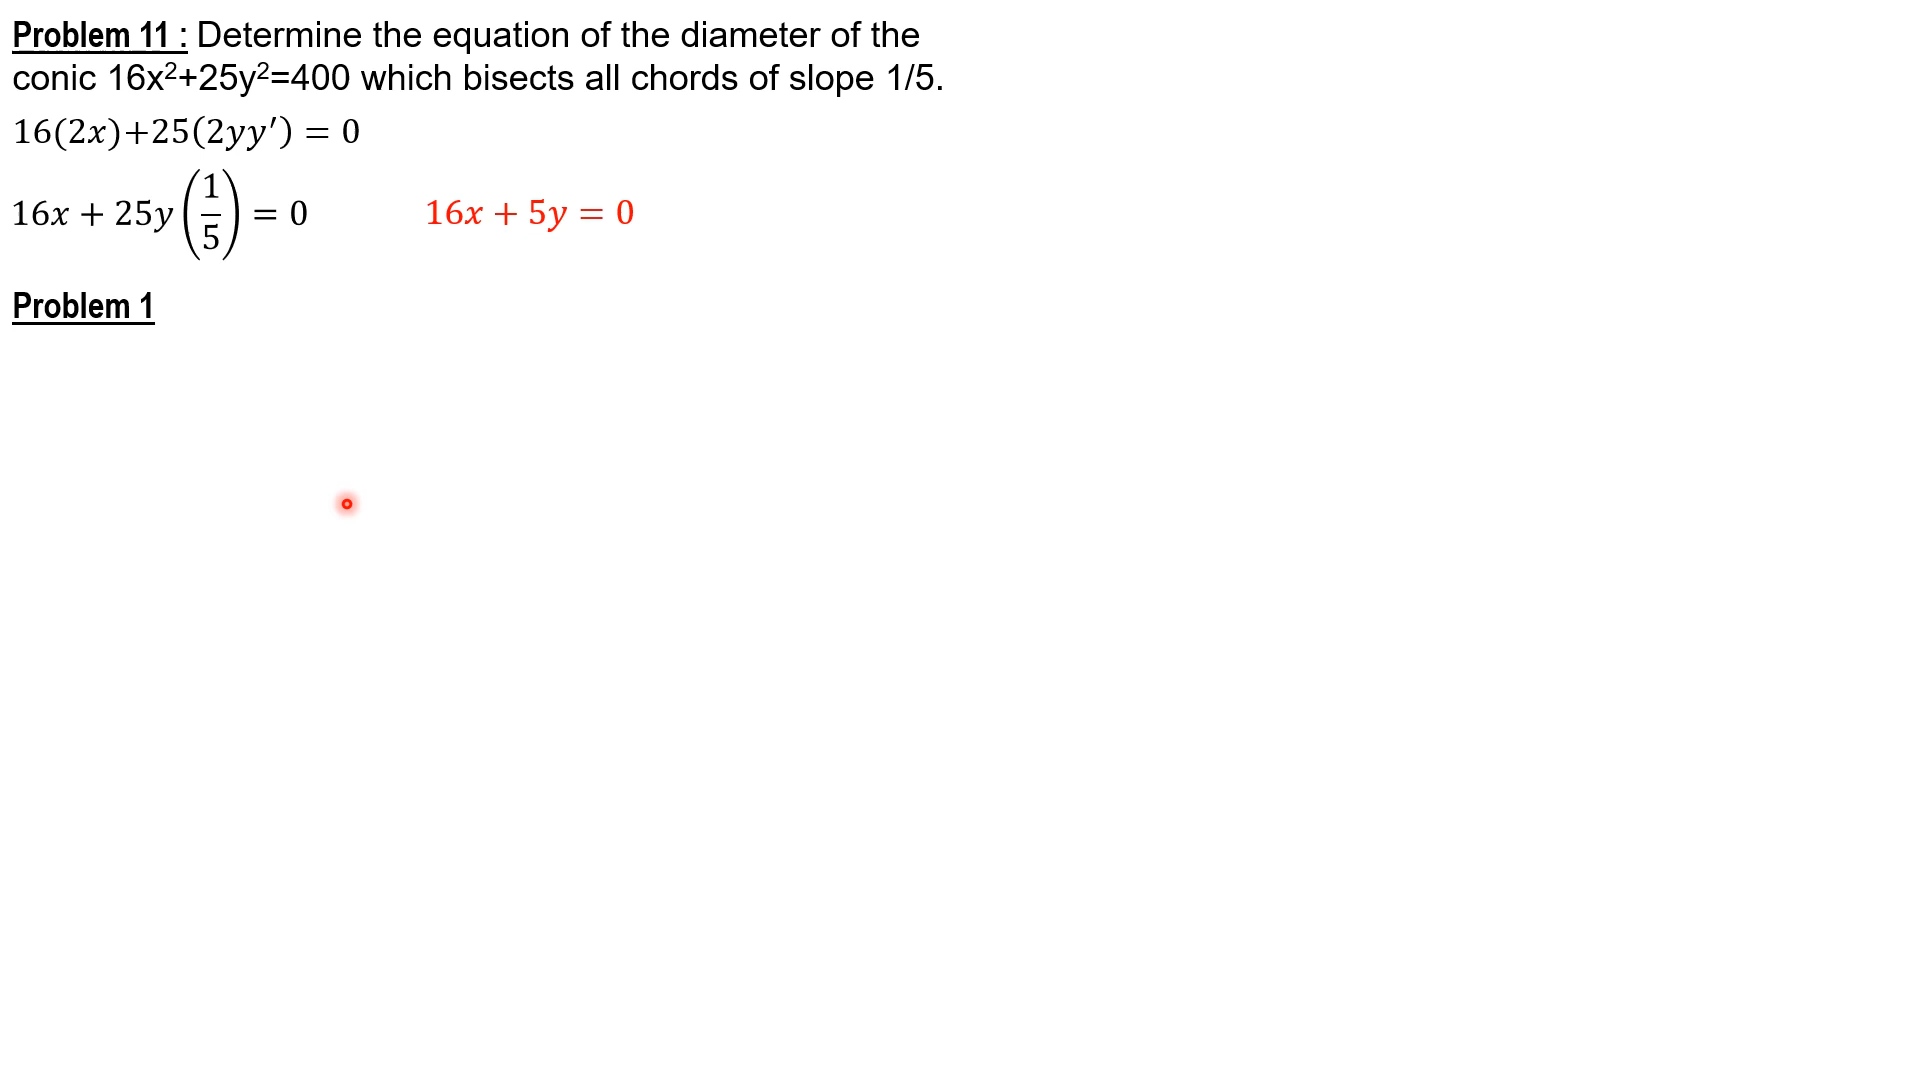 Problem 11 : Determine the equation of the diameter of the
conic 16x²+25y²=400 which bisects all chords of slope 1/5.
16(2x)+25(2yy′) = 0
16x + 25y(1/5) = 0 16x + 5y = 0
Problem 1